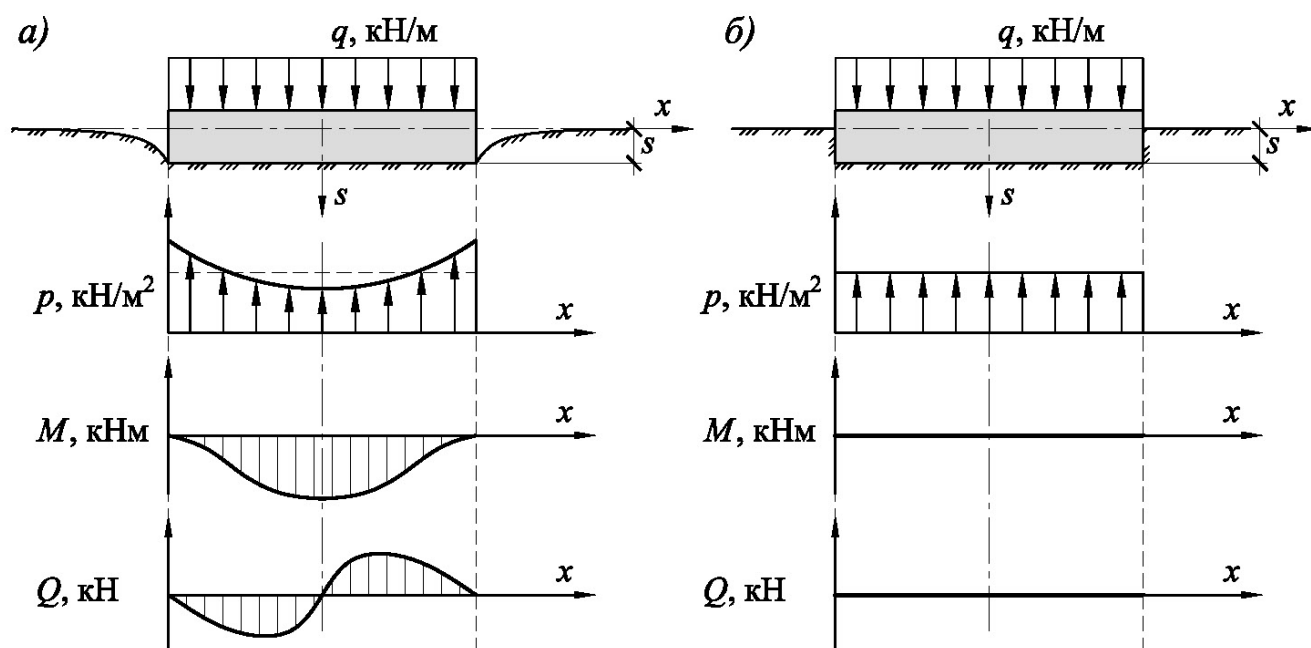 а)
q, кН/м
x
s
s
p, кН/м²
x
M, кНм
x
Q, кН
x
б)
q, кН/м
x
s
s
p, кН/м²
x
M, кНм
x
Q, кН
x